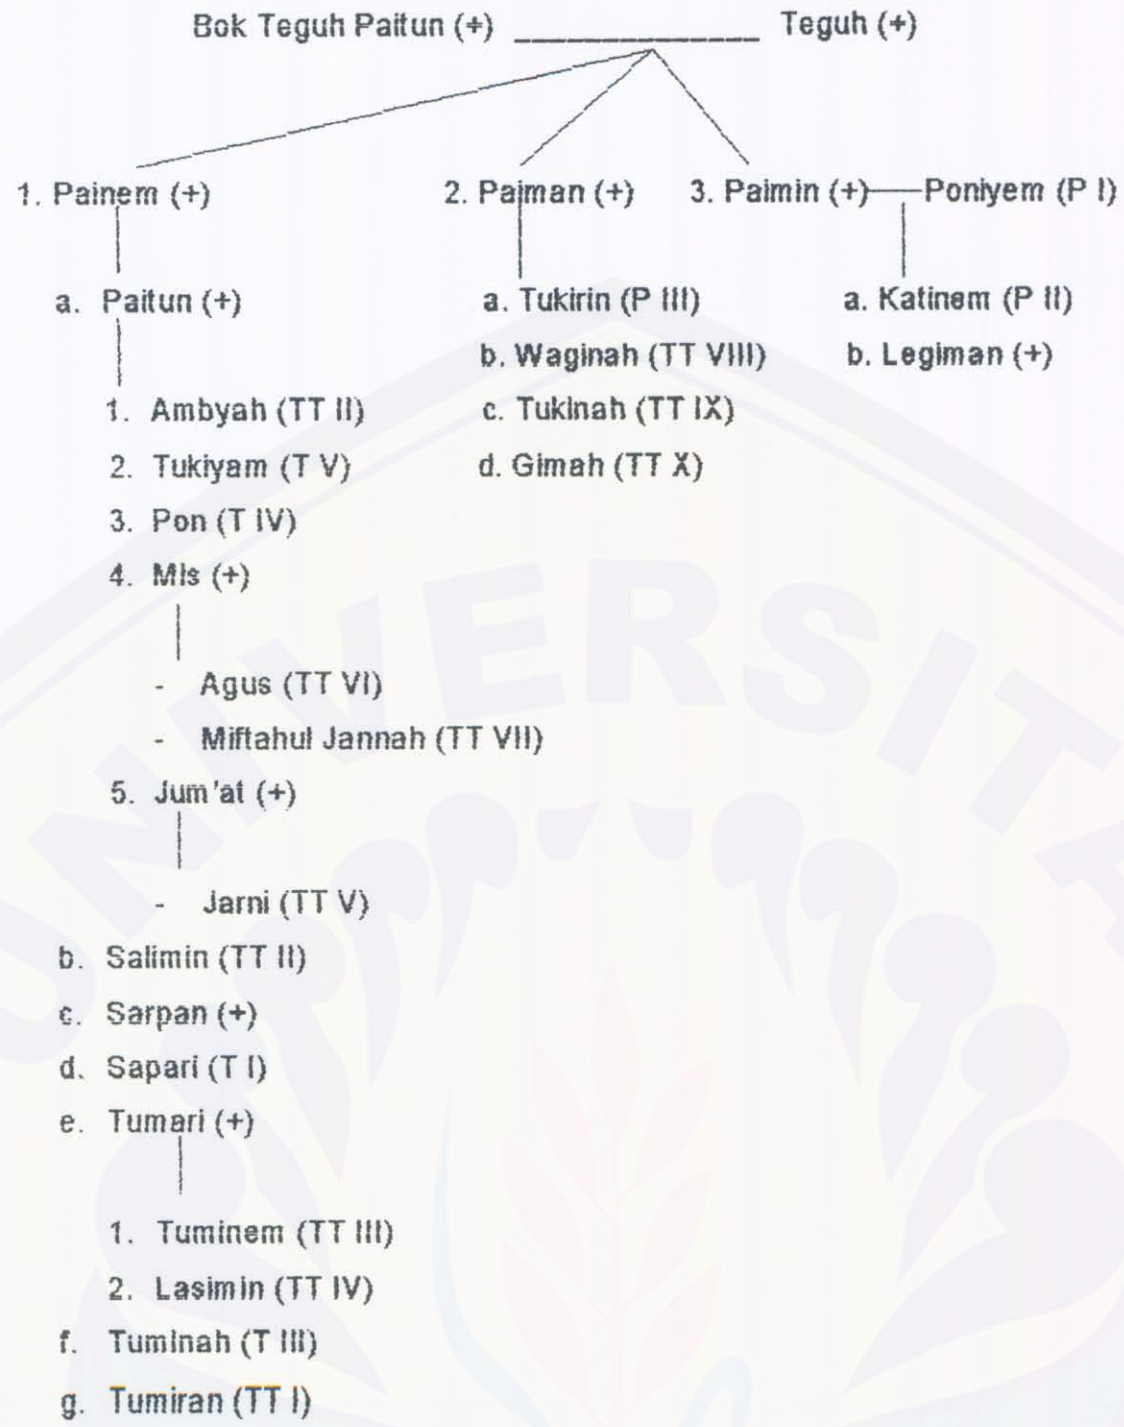 Bok Teguh Paitun (+) ______________ Teguh (+)
1. Painem (+) 2. Paiman (+) 3. Paimin (+) Poniyem (P I)
a. Paitun (+) a. Tukirin (P III) a. Katinem (P II)
b. Waginah (TT VIII) b. Legiman (+)
1. Ambyah (TT II) c. Tukinah (TT IX)
2. Tukiyam (T V) d. Gimah (TT X)
3. Pon (T IV)
4. Mis (+)
- Agus (TT VI)
- Miftahul Jannah (TT VII)
5. Jum'at (+)
- Jarni (TT V)
b. Salimin (TT II)
c. Sarpan (+)
d. Sapari (T I)
e. Tumari (+)
1. Tuminem (TT III)
2. Lasimin (TT IV)
f. Tuminah (T III)
g. Tumiran (TT I)
UNIVERSITA